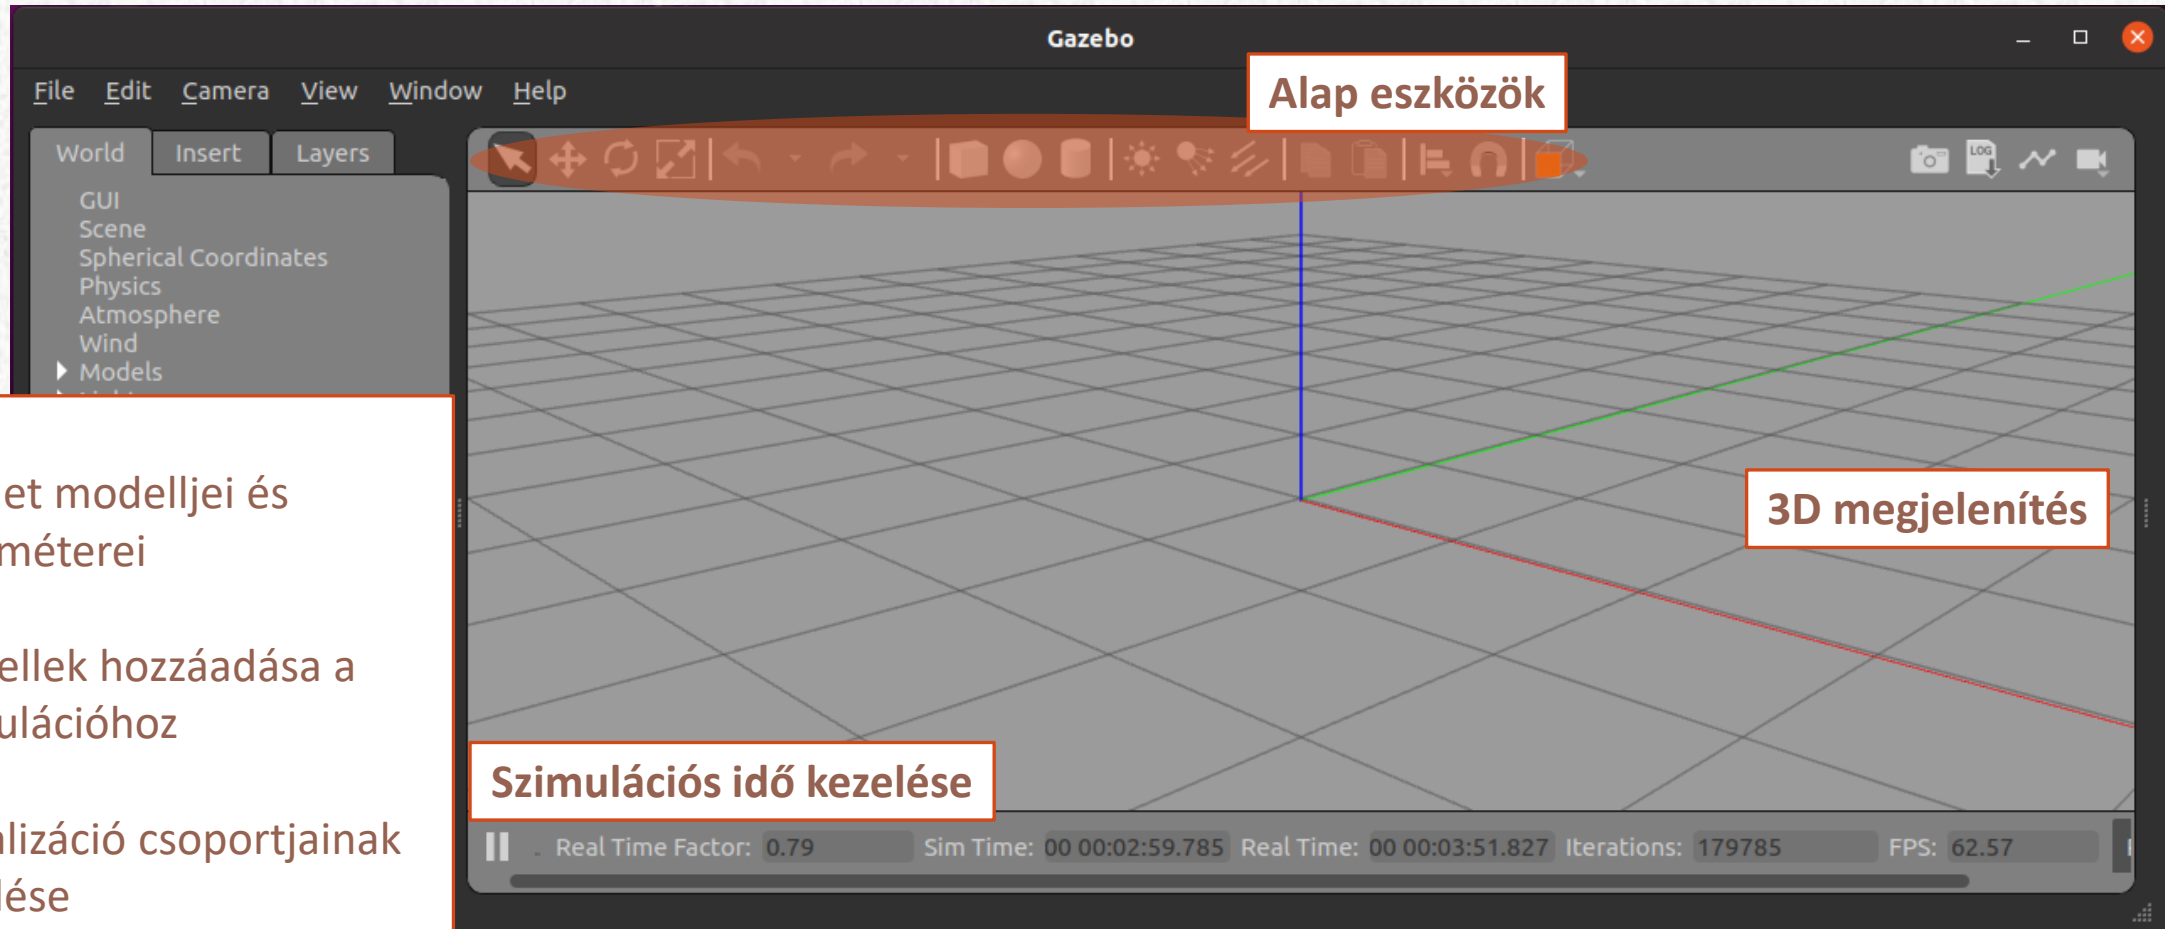 Gazebo
Alap eszközök
File Edit Camera View Window Help
World Insert Layers
LOG
GUI
Scene
Spherical Coordinates
Physics
Atmosphere
Wind
Models
et modelljei és
méterei
ellek hozzáadása a
ulációhoz
alizáció csoportjainak
lése
3D megjelenítés
Szimulációs idő kezelése
Real Time Factor: 0.79 Sim Time: 00 00:02:59.785 Real Time: 00 00:03:51.827 Iterations: 179785 FPS: 62.57